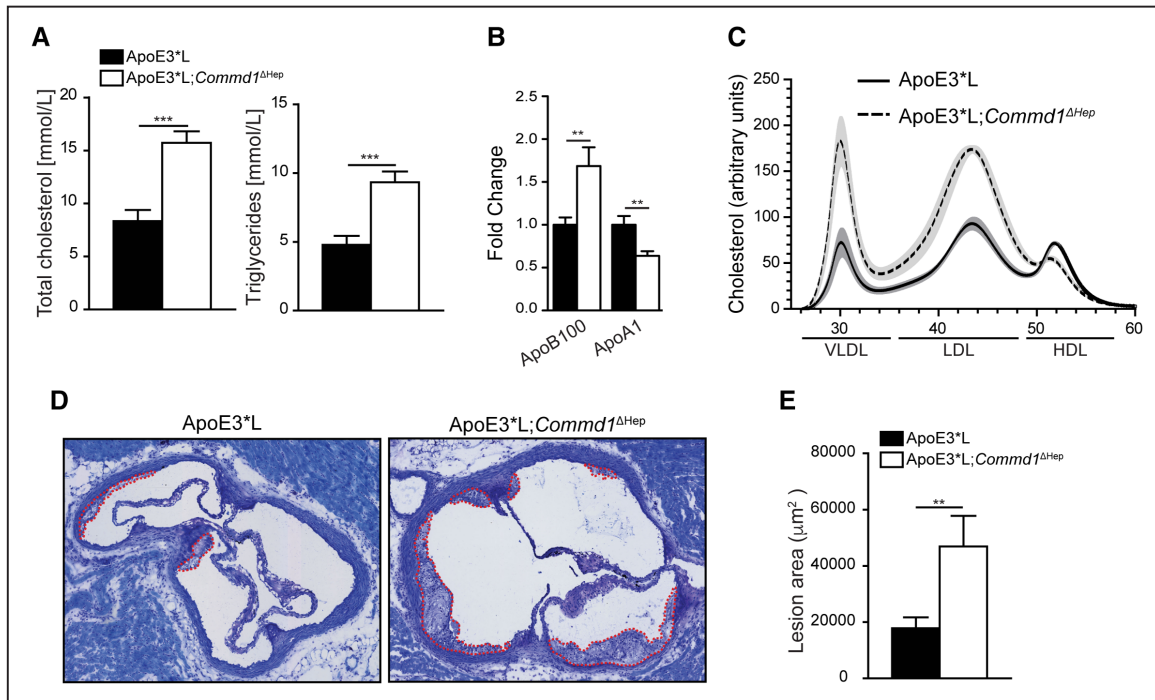 A
ApoE3*L
ApoE3*L;Commd1ΔHep
Total cholesterol [mmol/L]
20
15
10
5
0
***
Triglycerides [mmol/L]
15
10
5
0
***
B
Fold Change
2.5
2.0
1.5
1.0
0.5
0.0
**
**
ApoB100
ApoA1
C
Cholesterol (arbitrary units)
250
200
150
100
50
0
ApoE3*L
ApoE3*L;Commd1ΔHep
30 40 50 60
VLDL LDL HDL
D
ApoE3*L
ApoE3*L;Commd1ΔHep
E
ApoE3*L
ApoE3*L;Commd1ΔHep
Lesion area (μm²)
80000
60000
40000
20000
0
**